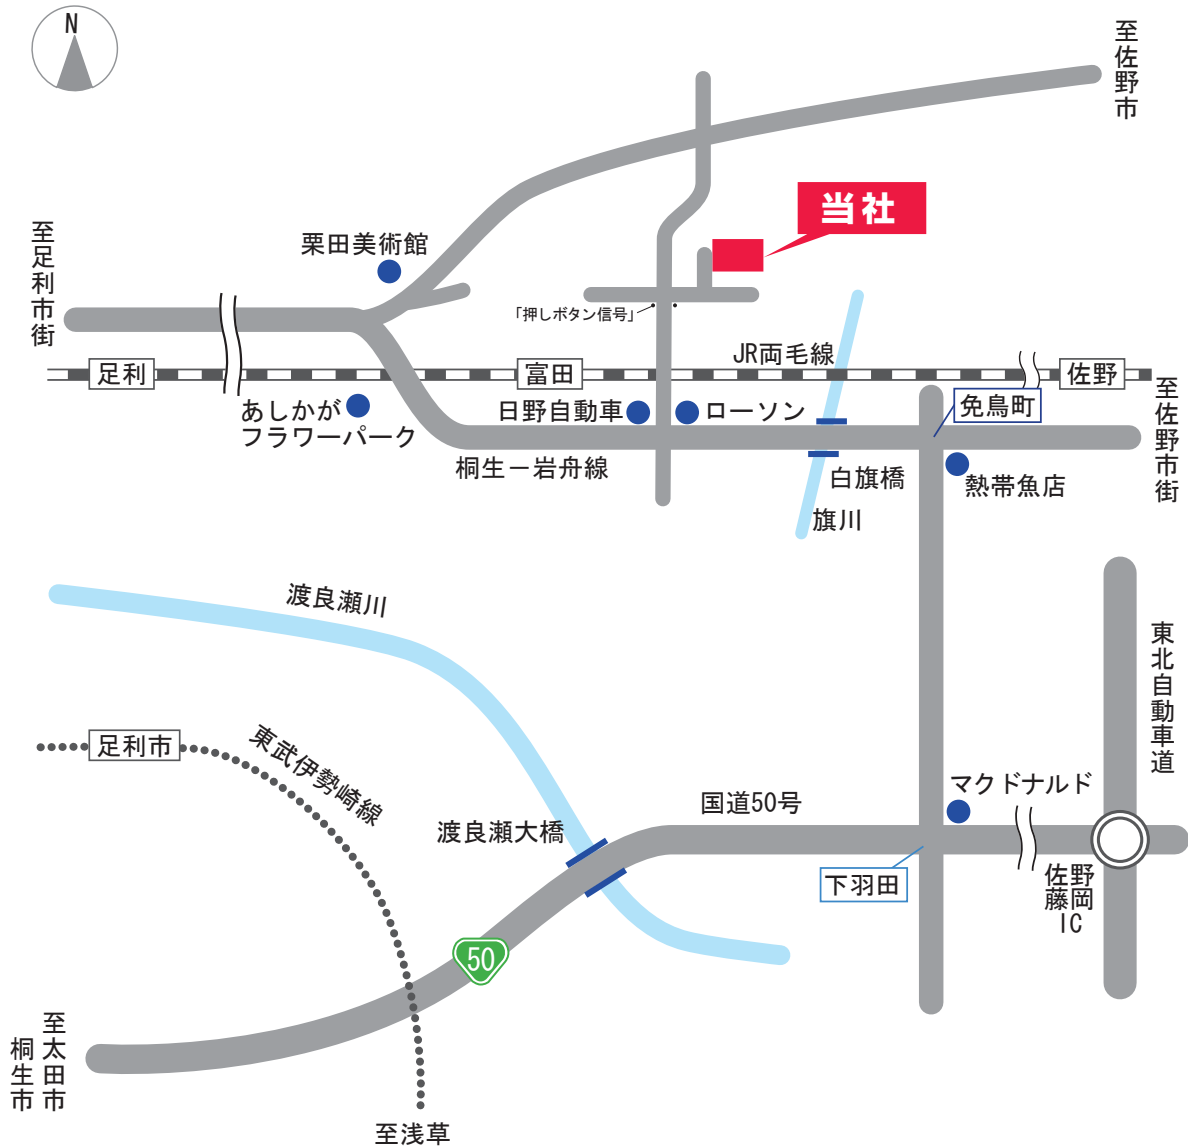 N
至佐野市
当社
至足利市街
栗田美術館
「押しボタン信号」
JR両毛線
足利
富田
佐野
至佐野市街
あしかが
フラワーパーク
日野自動車
ローソン
免鳥町
桐生－岩舟線
白旗橋
熱帯魚店
旗川
渡良瀬川
東北自動車道
足利市
東武伊勢崎線
マクドナルド
国道50号
渡良瀬大橋
下羽田
佐野
藤岡
IC
50
至太田市
桐生市
至浅草